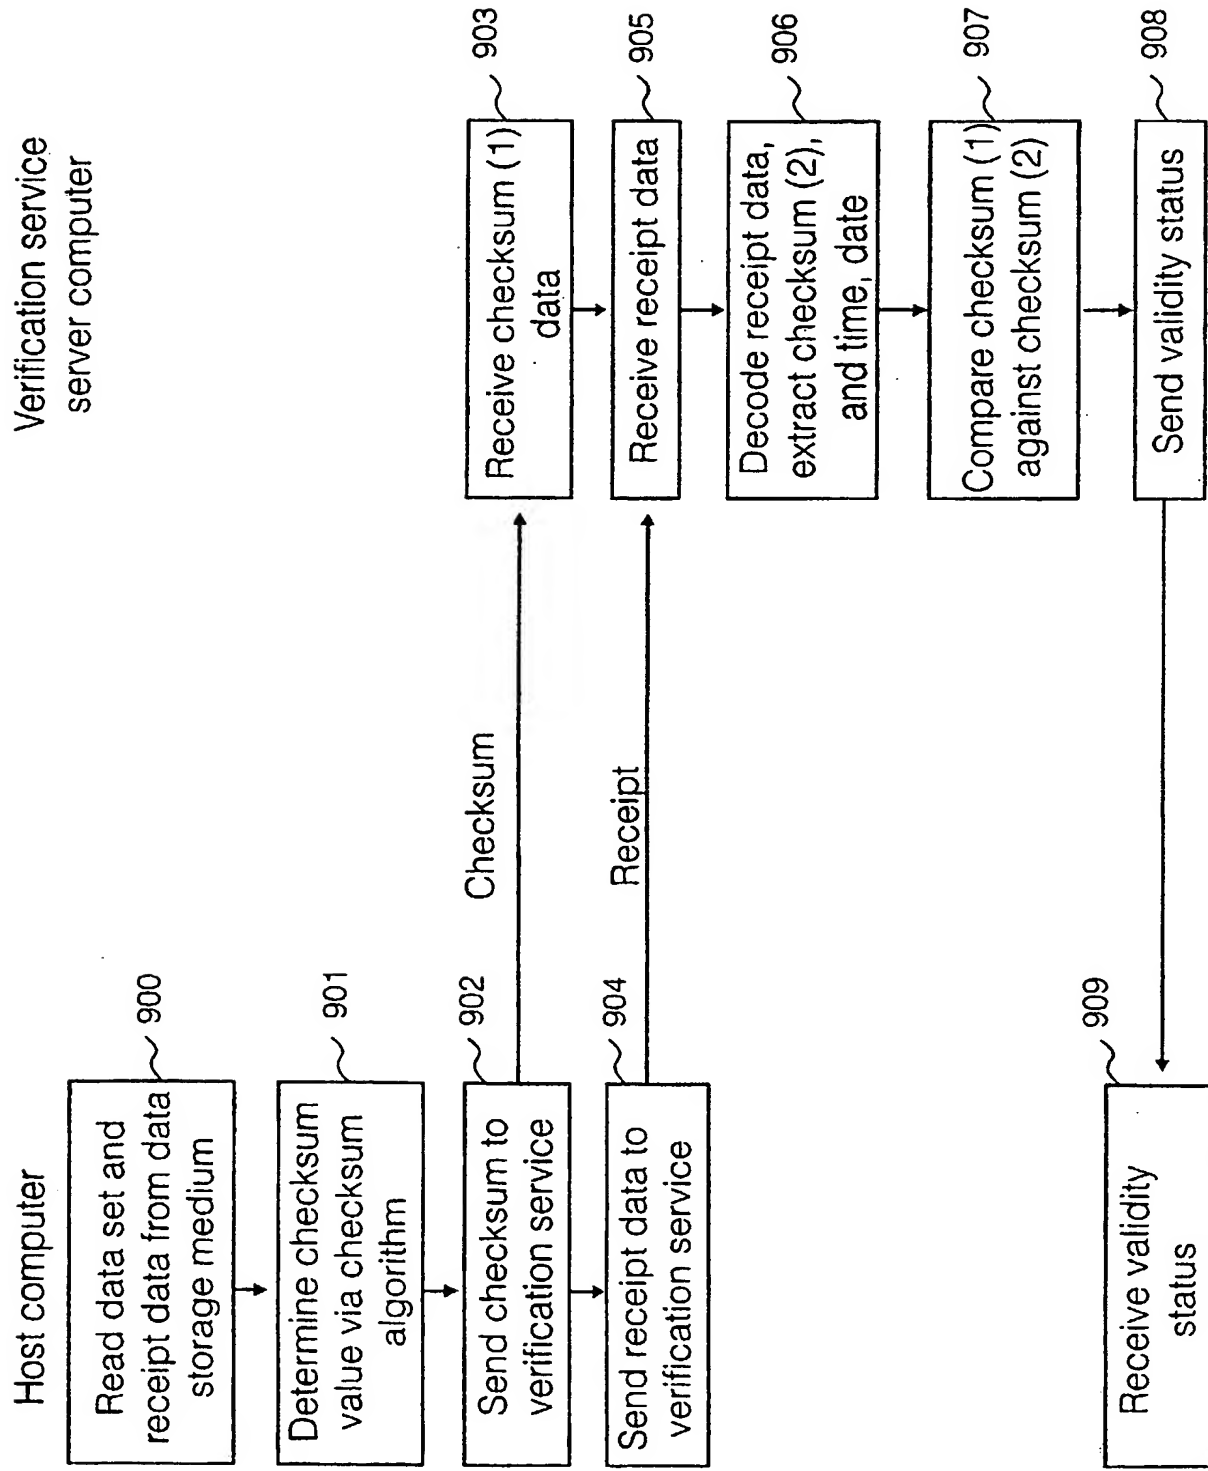 Host computer
Verification service
server computer
Read data set and
receipt data from data
storage medium
900
Determine checksum
value via checksum
algorithm
901
Send checksum to
verification service
902
Checksum
Receive checksum (1)
data
903
Send receipt data to
verification service
904
Receipt
Receive receipt data
905
Decode receipt data,
extract checksum (2),
and time, date
906
Compare checksum (1)
against checksum (2)
907
Send validity status
908
Receive validity
status
909